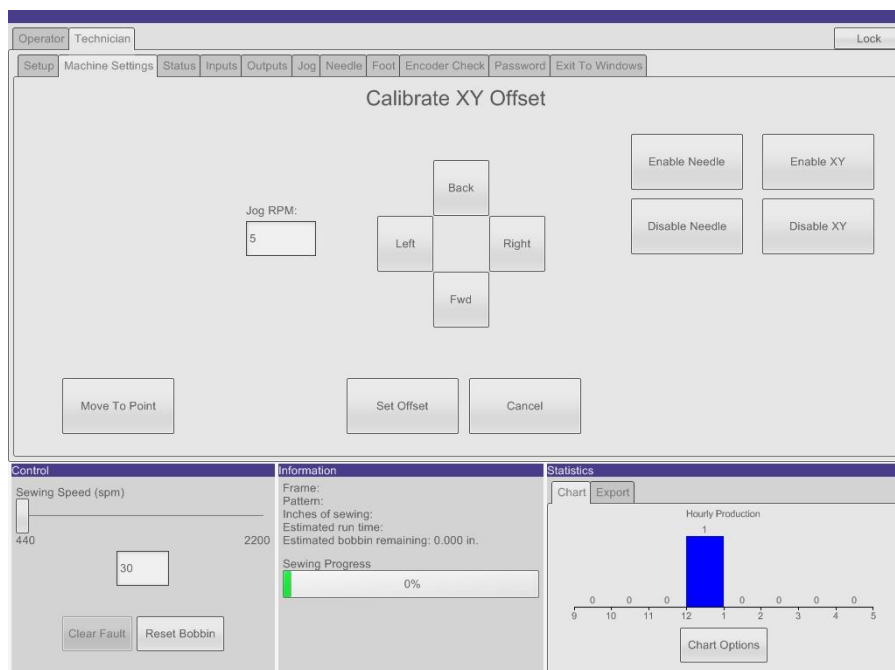 Operator Technician Lock
Setup Machine Settings Status Inputs Outputs Jog Needle Foot Encoder Check Password Exit To Windows
Calibrate XY Offset
Enable Needle Enable XY
Back
Jog RPM:
5
Left Right
Disable Needle Disable XY
Fwd
Move To Point Set Offset Cancel
Control
Sewing Speed (spm)
440 2200
30
Clear Fault Reset Bobbin
Information
Frame:
Pattern:
Inches of sewing:
Estimated run time:
Estimated bobbin remaining: 0.000 in.
Sewing Progress
0%
Statistics
Chart Export
Hourly Production
1
0 0 0 0 0 0 0
9 10 11 12 1 2 3 4 5
Chart Options